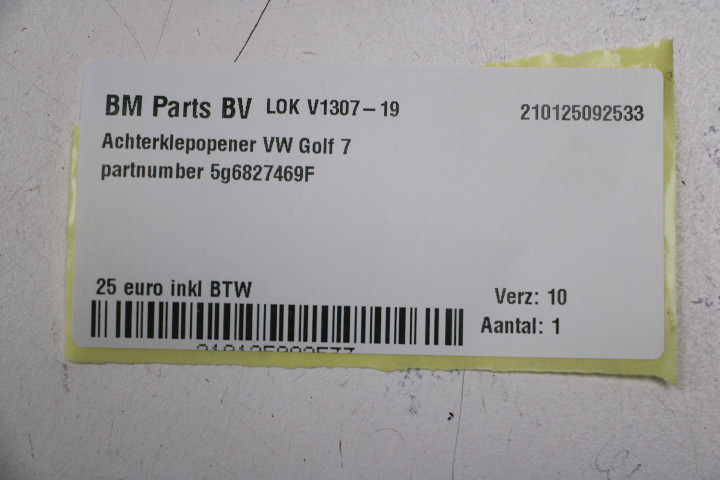 BM Parts BV LOK V1307-19 210125092533
Achterklepopener VW Golf 7
partnumber 5g6827469F
25 euro inkl BTW
Verz: 10
Aantal: 1